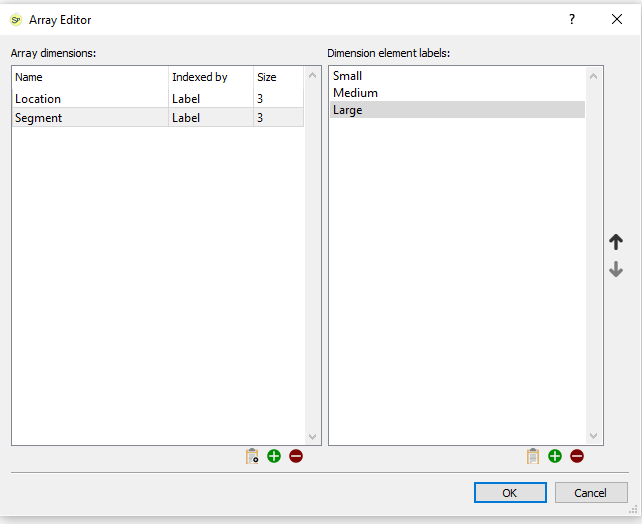 SP Array Editor ?
Array dimensions:
Name Indexed by Size
Location Label 3
Segment Label 3
Dimension element labels:
Small
Medium
Large
OK Cancel